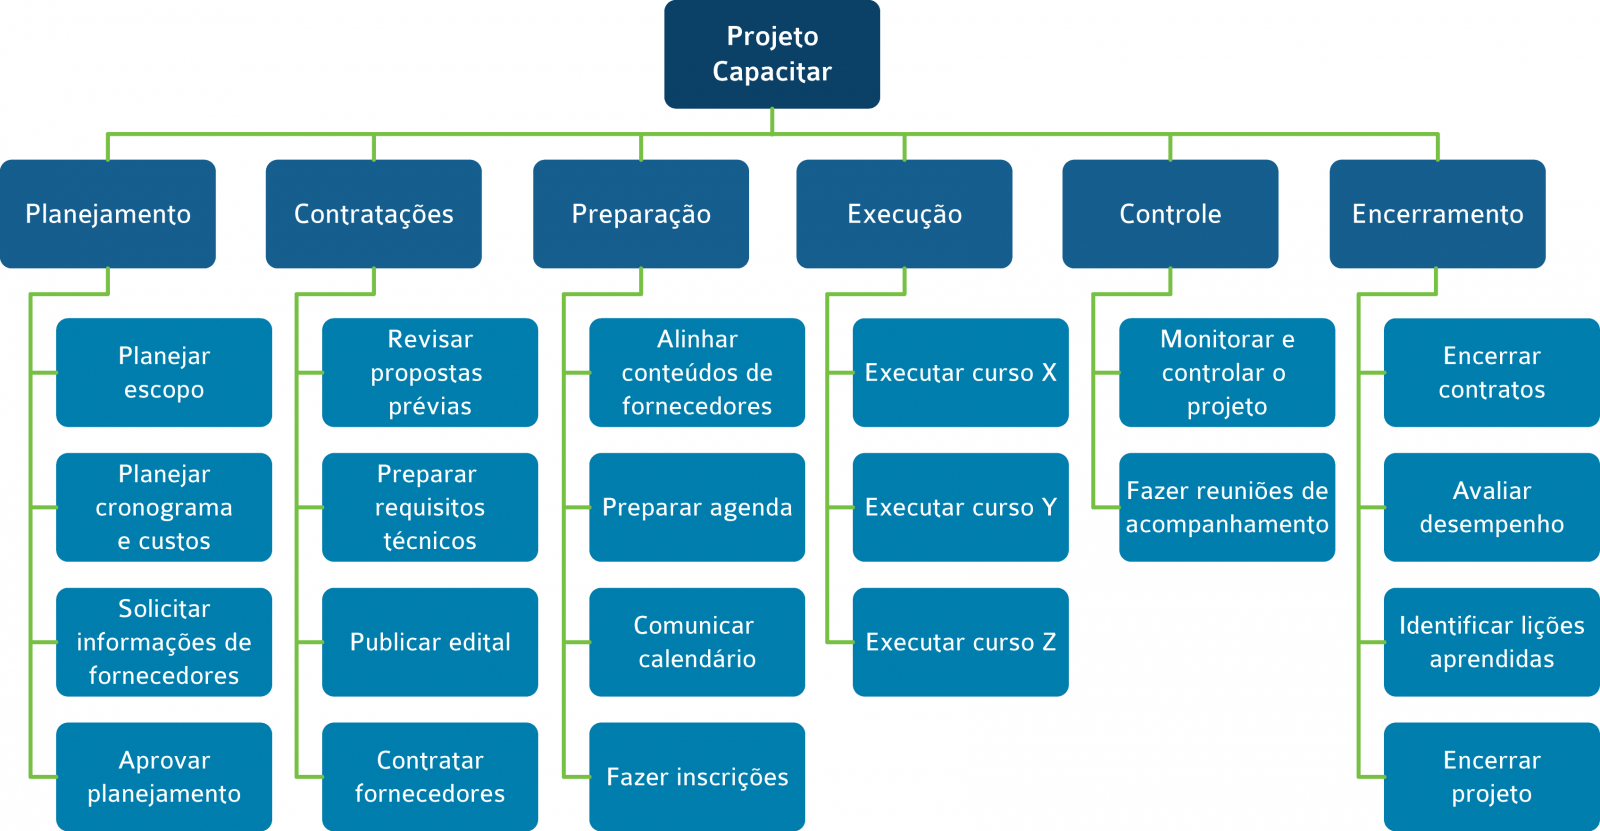 Projeto
Capacitar
Planejamento
Contratações
Preparação
Execução
Controle
Encerramento
Planejar
escopo
Planejar
cronograma
e custos
Solicitar
informações de
fornecedores
Aprovar
planejamento
Revisar
propostas
prévias
Preparar
requisitos
técnicos
Publicar edital
Contratar
fornecedores
Alinhar
conteúdos de
fornecedores
Preparar agenda
Comunicar
calendário
Fazer inscrições
Executar curso X
Executar curso Y
Executar curso Z
Monitorar e
controlar o
projeto
Fazer reuniões de
acompanhamento
Encerrar
contratos
Avaliar
desempenho
Identificar lições
aprendidas
Encerrar
projeto